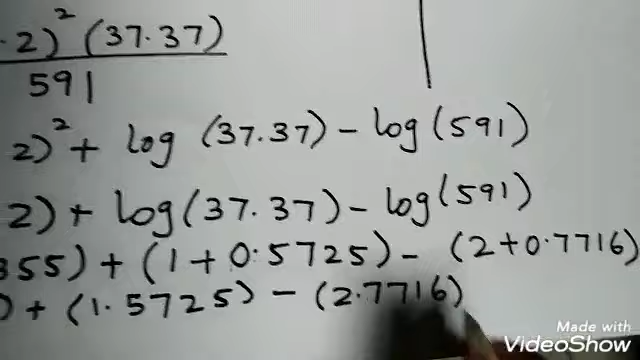 .2)² (37.37)
591
2)² + log (37.37) - log(591)
2) + log(37.37) - log(591)
355) + (1+0.5725) - (2+0.7716)
) + (1.5725) - (2.7716)
Made with
VideoShow